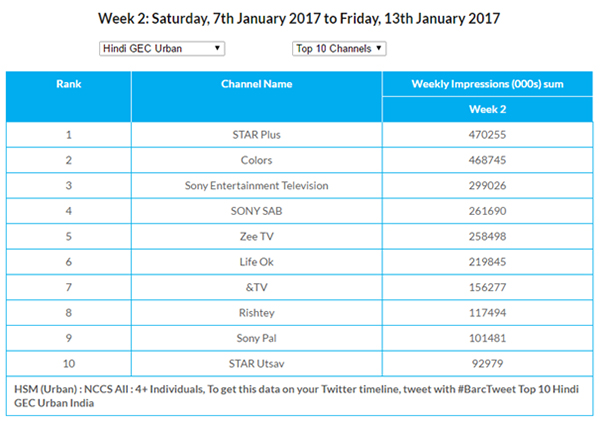 Week 2: Saturday, 7th January 2017 to Friday, 13th January 2017
Hindi GEC Urban Top 10 Channels
Rank Channel Name Weekly Impressions (000s) sum
Week 2
1 STAR Plus 470255
2 Colors 468745
3 Sony Entertainment Television 299026
4 SONY SAB 261690
5 Zee TV 258498
6 Life Ok 219845
7 &TV 156277
8 Rishtey 117494
9 Sony Pal 101481
10 STAR Utsav 92979
HSM (Urban) : NCCS All : 4+ Individuals, To get this data on your Twitter timeline, tweet with #BarcTweet Top 10 Hindi
GEC Urban India